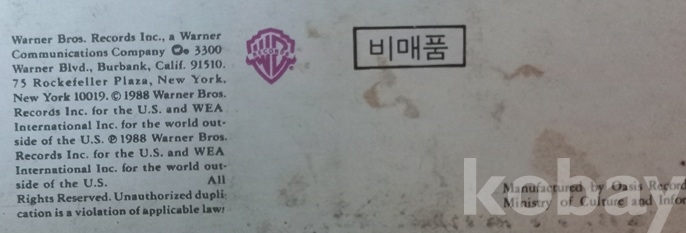 Warner Bros. Records Inc., a Warner
Communications Company 3300
Warner Blvd., Burbank, Calif. 91510.
75 Rockefeller Plaza, New York,
New York 10019. © 1988 Warner Bros.
Records Inc. for the U.S. and WEA
International Inc. for the world out-
side of the U.S. ℗ 1988 Warner Bros.
Records Inc. for the U.S. and WEA
International Inc. for the world out-
side of the U.S. All
Rights Reserved. Unauthorized dupli-
cation is a violation of applicable laws
WB
RECORDS
비매품
Manufactured by Oasis Record
Ministry of Culture and Infor
kobay